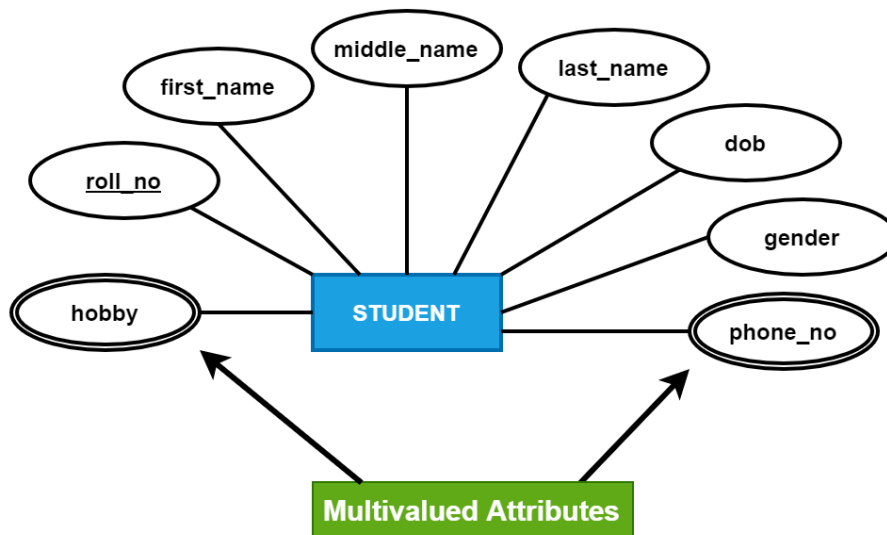 middle_name
first_name
last_name
roll_no
dob
gender
hobby
STUDENT
phone_no
Multivalued Attributes